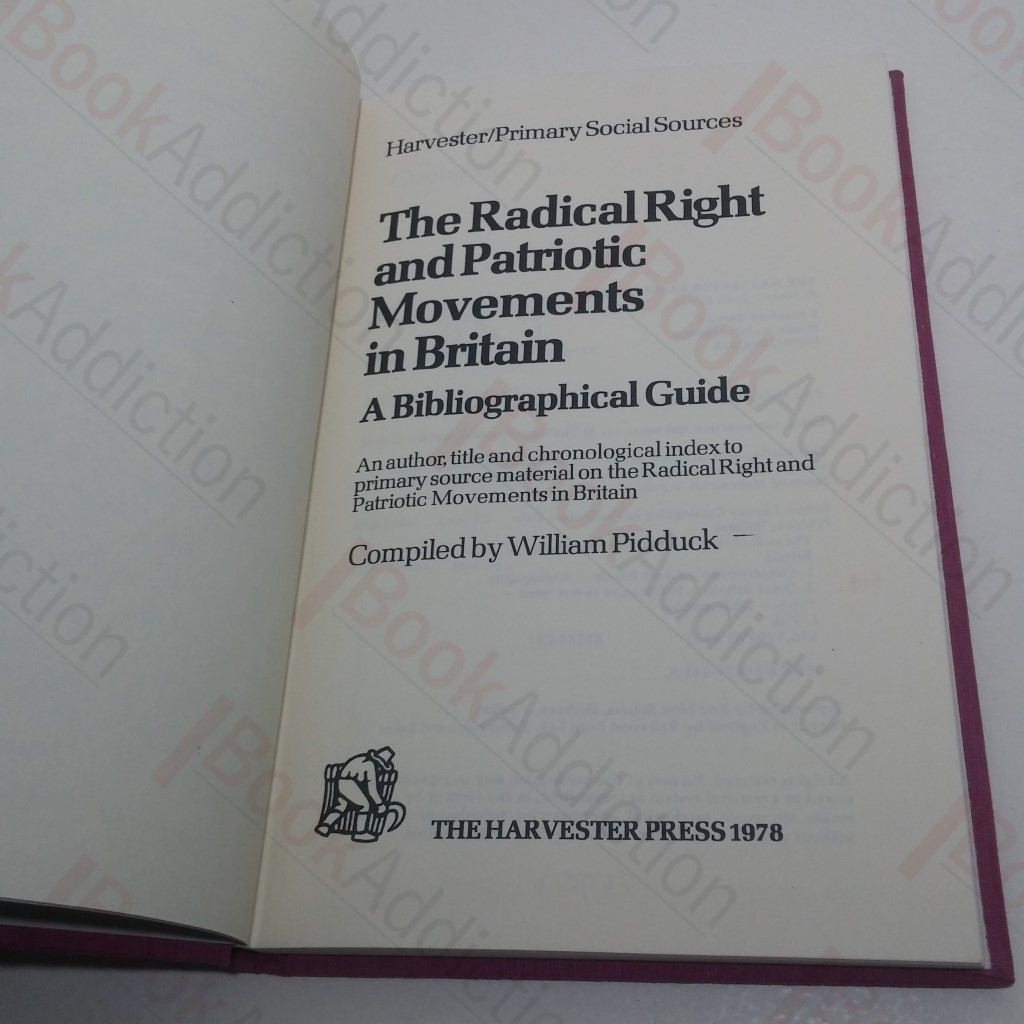 Harvester/Primary Social Sources
The Radical Right
and Patriotic
Movements
in Britain
A Bibliographical Guide
An author, title and chronological index to
primary source material on the Radical Right and
Patriotic Movements in Britain
Compiled by William Pidduck
THE HARVESTER PRESS 1978
BookAddiction